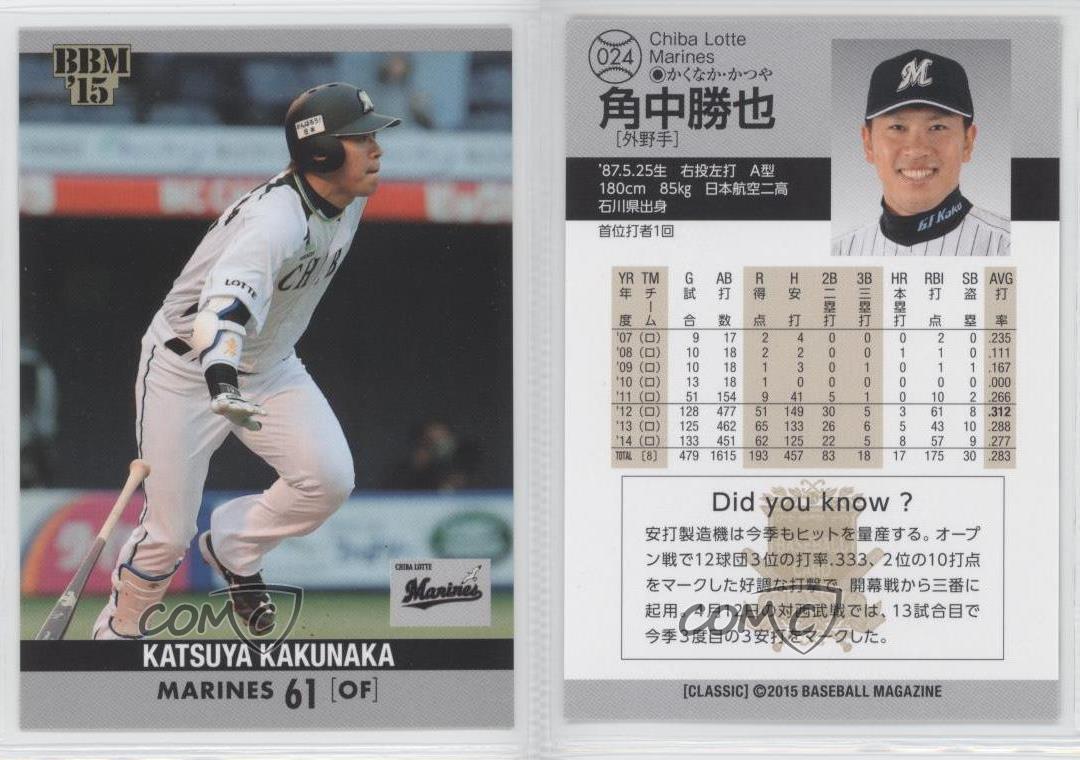 BBM
'15
がんばろう!
日本
CHIBA
LOTTE
CHIBA LOTTE
Marines
COMC
KATSUYA KAKUNAKA
MARINES 61 [OF]
024
Chiba Lotte
Marines
●かくなか・かつや
角中勝也
[外野手]
'87.5.25生 右投左打 A型
180cm 85kg 日本航空二高
石川県出身
首位打者1回
M
61 Kaku
YR TM G AB R H 2B 3B HR RBI SB AVG
年度 チーム 試合 打数 得点 安打 二塁打 三塁打 本塁打 打点 盗塁 打率
'07 (ロ) 9 17 2 4 0 0 0 2 0 .235
'08 (ロ) 10 18 2 2 0 0 1 1 0 .111
'09 (ロ) 10 18 1 3 0 0 0 1 1 .167
'10 (ロ) 13 18 1 0 0 0 0 0 0 .000
'11 (ロ) 51 154 9 41 5 1 0 10 2 .266
'12 (ロ) 128 477 51 149 30 5 3 61 8 .312
'13 (ロ) 125 462 65 133 26 6 5 43 10 .288
'14 (ロ) 133 451 62 125 22 5 8 57 9 .277
TOTAL [8] 479 1615 193 457 83 18 17 175 30 .283
Did you know ?
安打製造機は今季もヒットを量産する。オープ
ン戦で12球団3位の打率.333、2位の10打点
をマークした好調な打撃で、開幕戦から三番に
起用。4月12日の対西武戦では、13試合目で
今季3度目の3安打をマークした。
COMC
[CLASSIC] ©2015 BASEBALL MAGAZINE